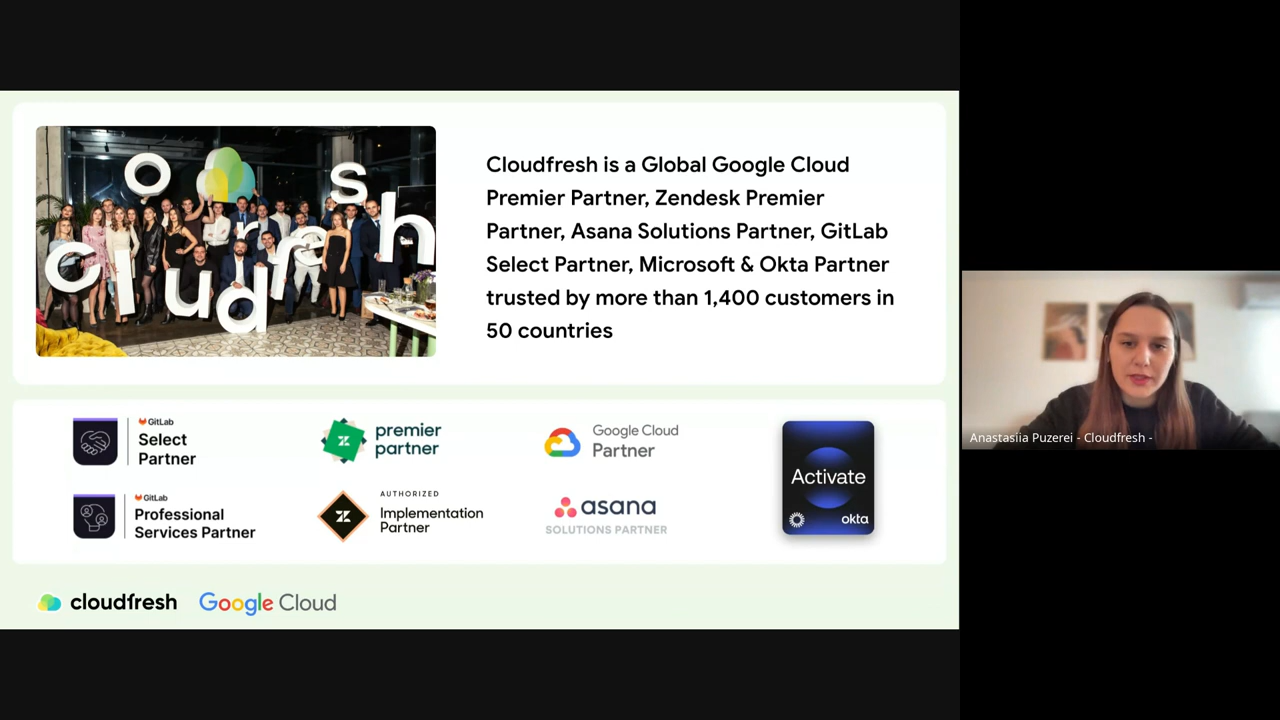 cloudfresh
Cloudfresh is a Global Google Cloud
Premier Partner, Zendesk Premier
Partner, Asana Solutions Partner, GitLab
Select Partner, Microsoft & Okta Partner
trusted by more than 1,400 customers in
50 countries
GitLab
Select
Partner
premier
partner
Google Cloud
Partner
Activate
okta
GitLab
Professional
Services Partner
AUTHORIZED
Implementation
Partner
asana
SOLUTIONS PARTNER
cloudfresh
Google Cloud
Anastasiia Puzerei - Cloudfresh -